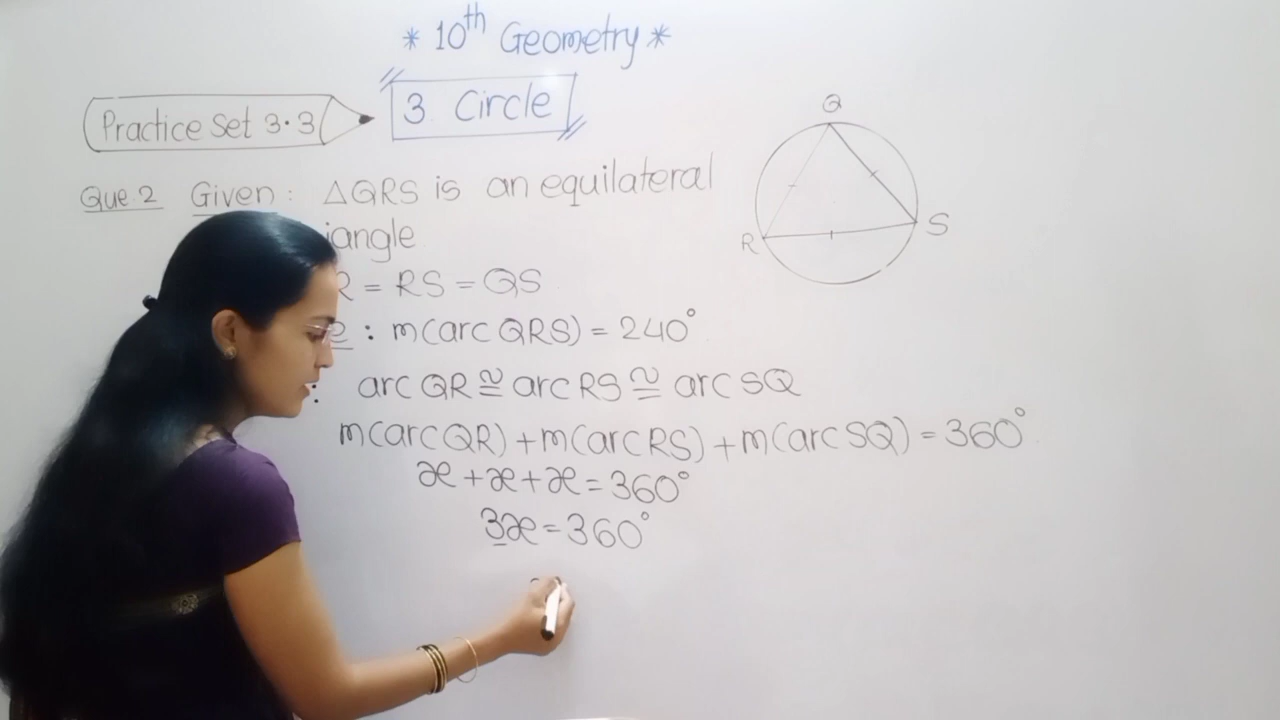 * 10th Geometry *
3 Circle
Practice Set 3.3
Que. 2 Given: △QRS is an equilateral
= RS = QS
: m(arc QRS) = 240°
: arc QR ≅ arc RS ≅ arc SQ
m(arc QR) + m(arc RS) + m(arc SQ) = 360°
x + x + x = 360°
3x = 360°
Q
R
S